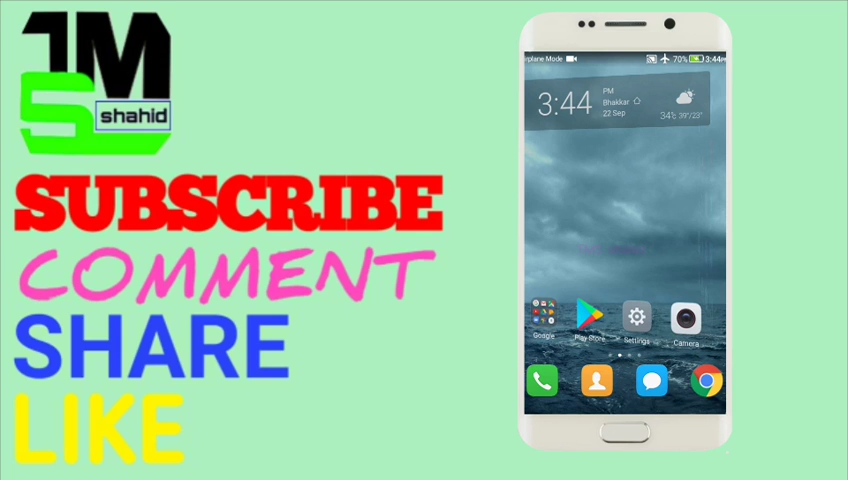 JM
S
shahid
SUBSCRIBE
COMMENT
SHARE
LIKE
rplane Mode 70% 3:44
3:44
PM
Bhakkar
22 Sep
34°c 39°/23°
Google Play Store Settings Camera